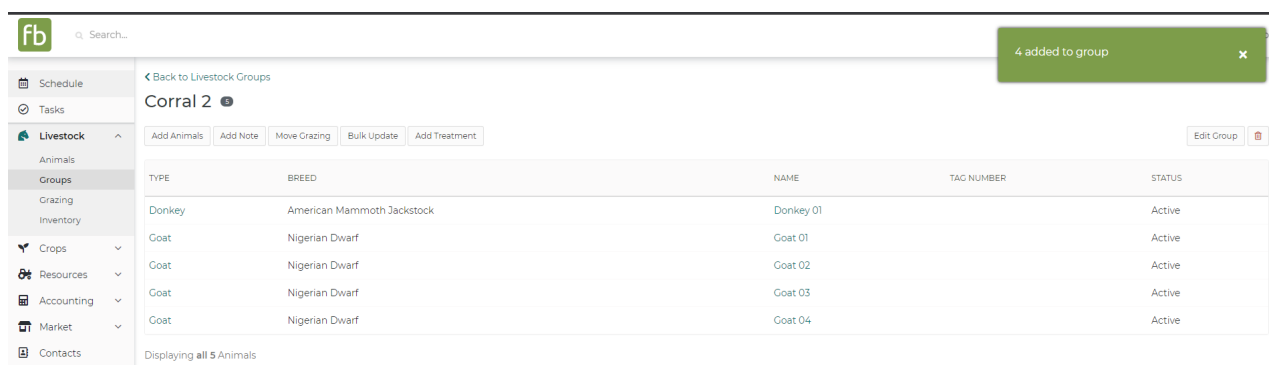 fb
Search...
4 added to group
×
Schedule
Tasks
Livestock
Animals
Groups
Grazing
Inventory
Crops
Resources
Accounting
Market
Contacts
Back to Livestock Groups
Corral 2 5
Add Animals Add Note Move Grazing Bulk Update Add Treatment Edit Group
TYPE BREED NAME TAG NUMBER STATUS
Donkey American Mammoth Jackstock Donkey 01 Active
Goat Nigerian Dwarf Goat 01 Active
Goat Nigerian Dwarf Goat 02 Active
Goat Nigerian Dwarf Goat 03 Active
Goat Nigerian Dwarf Goat 04 Active
Displaying all 5 Animals